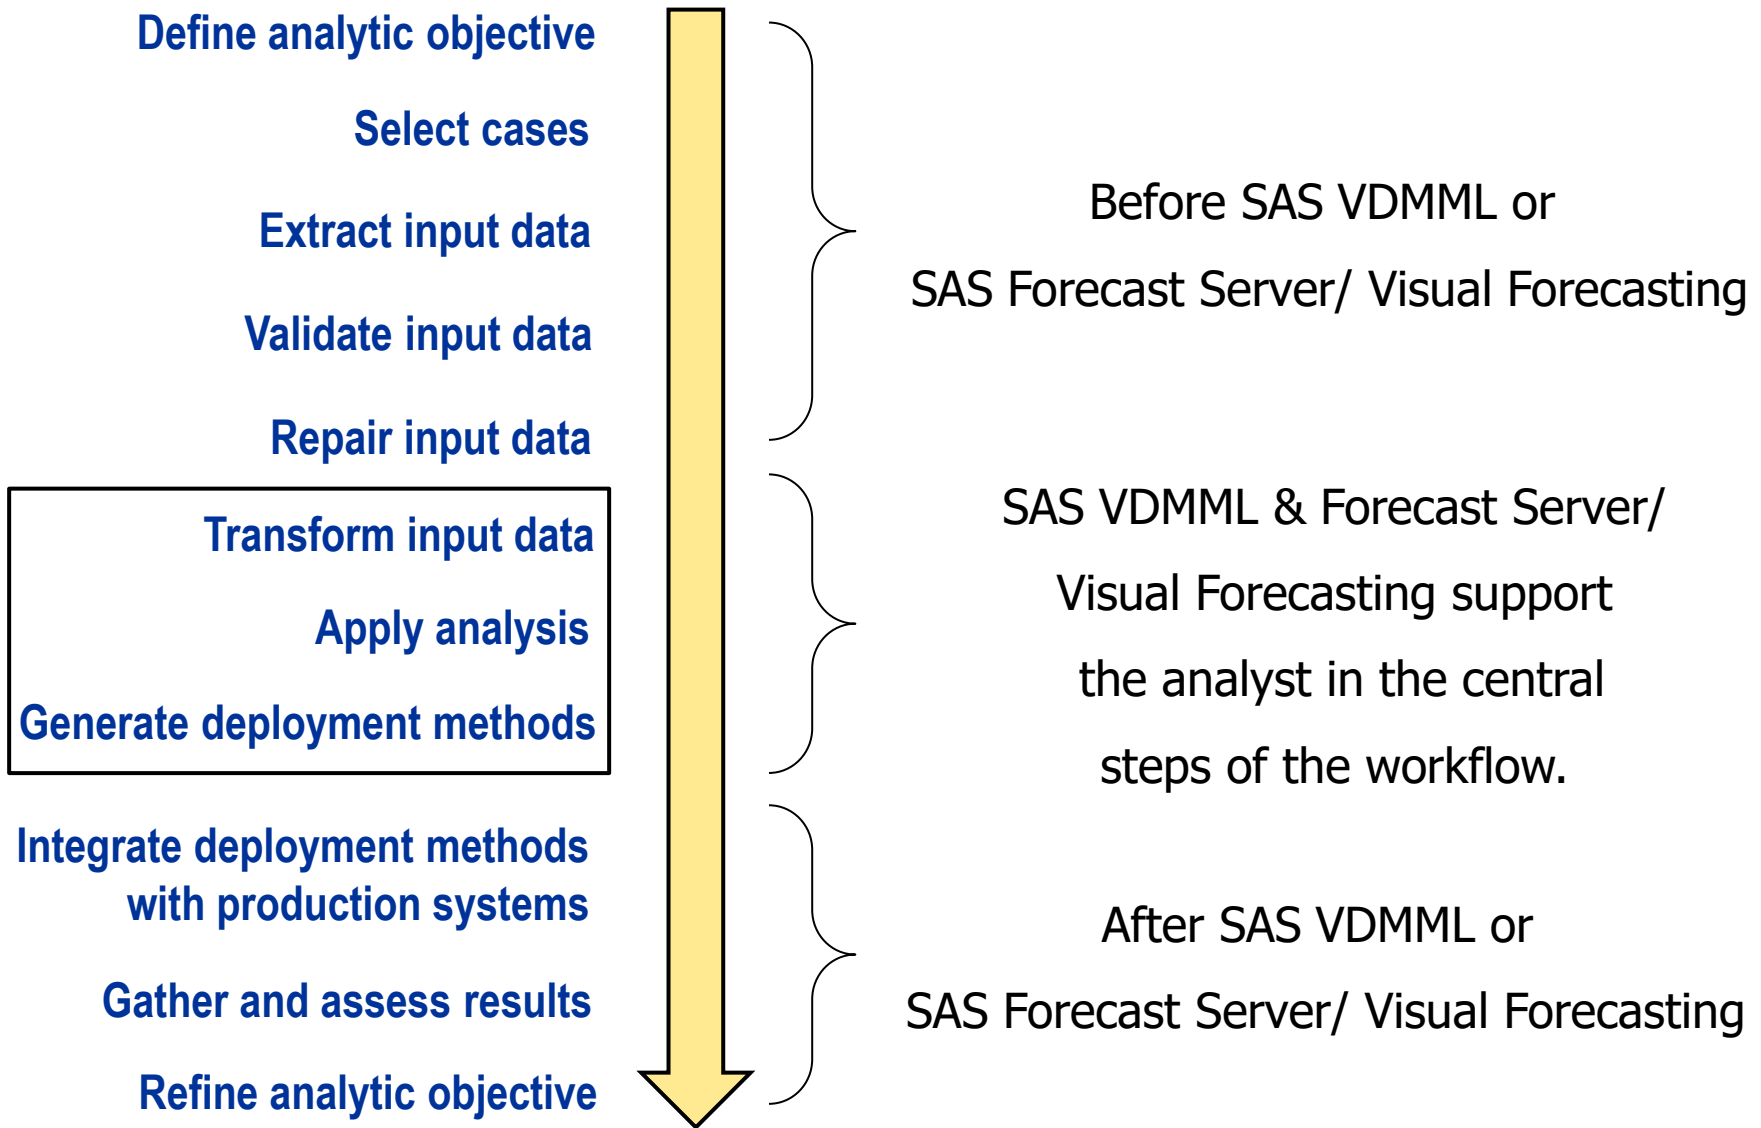 Define analytic objective
Select cases
Extract input data
Validate input data
Repair input data
Transform input data
Apply analysis
Generate deployment methods
Integrate deployment methods
with production systems
Gather and assess results
Refine analytic objective
Before SAS VDMML or
SAS Forecast Server/ Visual Forecasting
SAS VDMML & Forecast Server/
Visual Forecasting support
the analyst in the central
steps of the workflow.
After SAS VDMML or
SAS Forecast Server/ Visual Forecasting